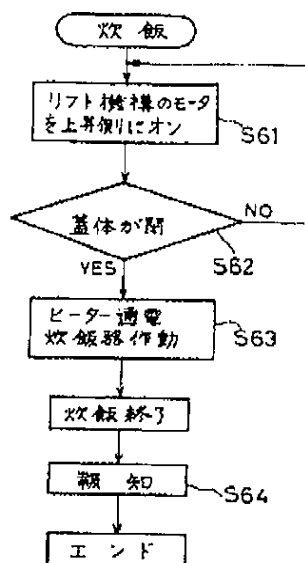 炊飯
リフト機構のモータ
を上昇側にオン
S61
蓋体が閉
NO
S62
YES
ヒーター通電
炊飯器作動
S63
炊飯終了
報知
S64
エンド